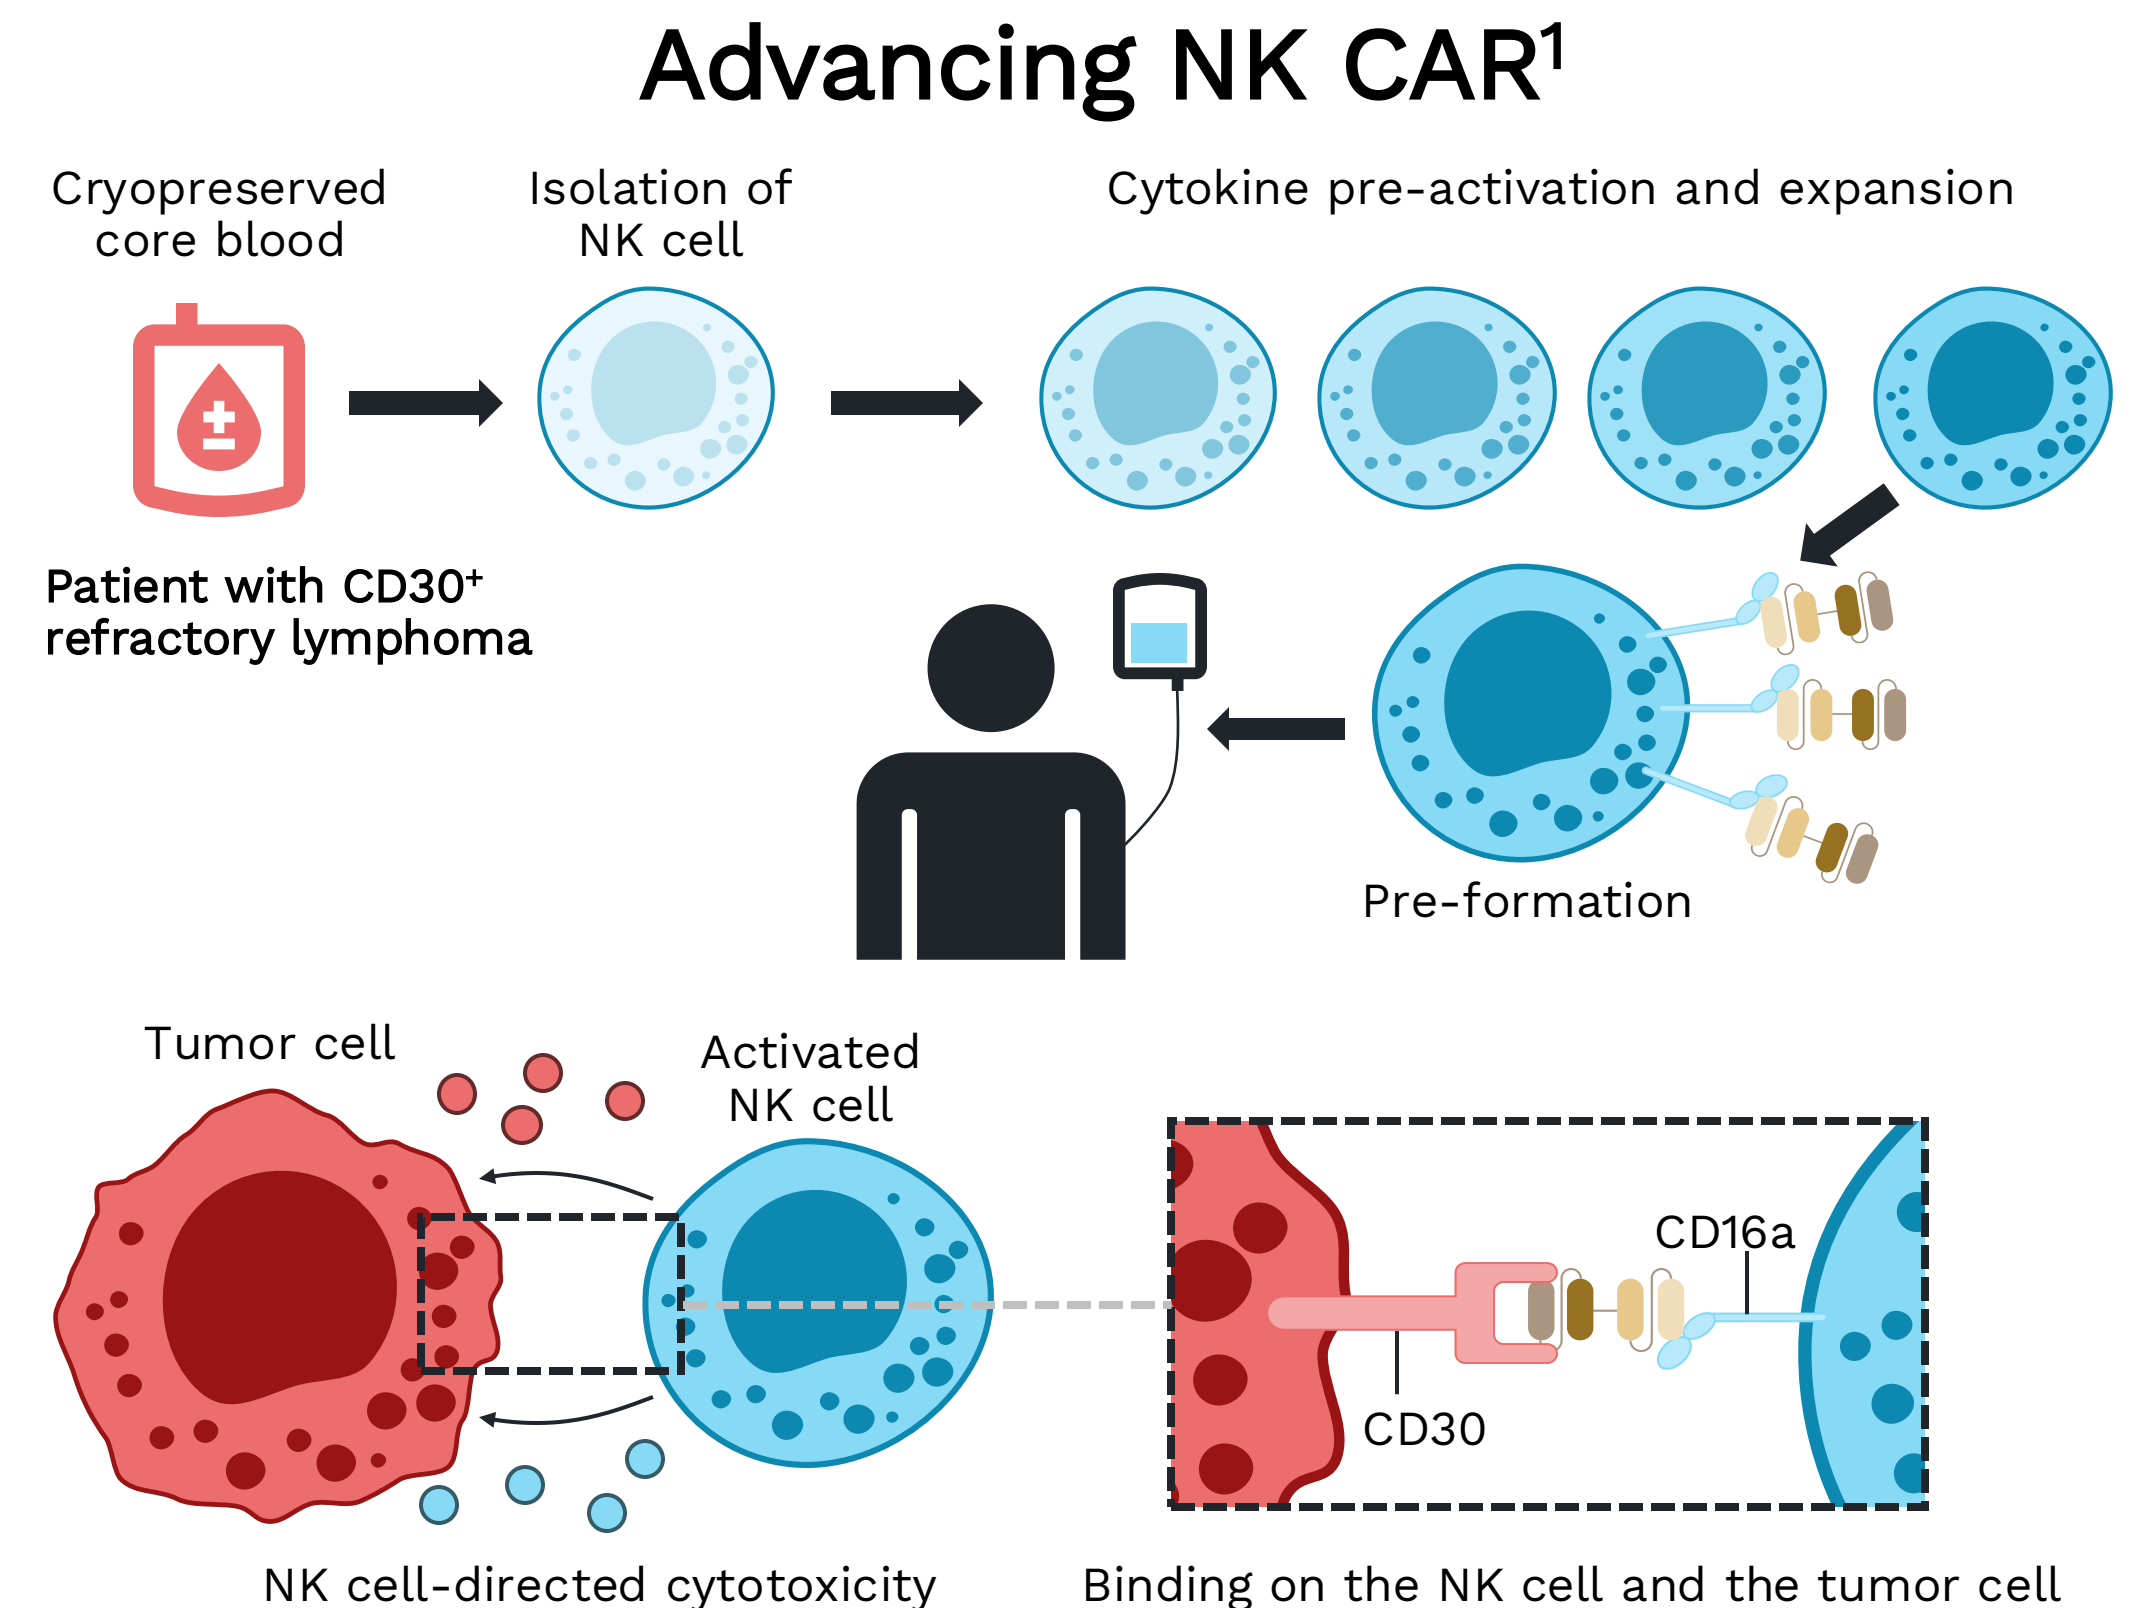 Advancing NK CAR¹
Cryopreserved
core blood
Isolation of
NK cell
Cytokine pre-activation and expansion
Patient with CD30⁺
refractory lymphoma
Pre-formation
Tumor cell
Activated
NK cell
CD16a
CD30
NK cell-directed cytotoxicity
Binding on the NK cell and the tumor cell